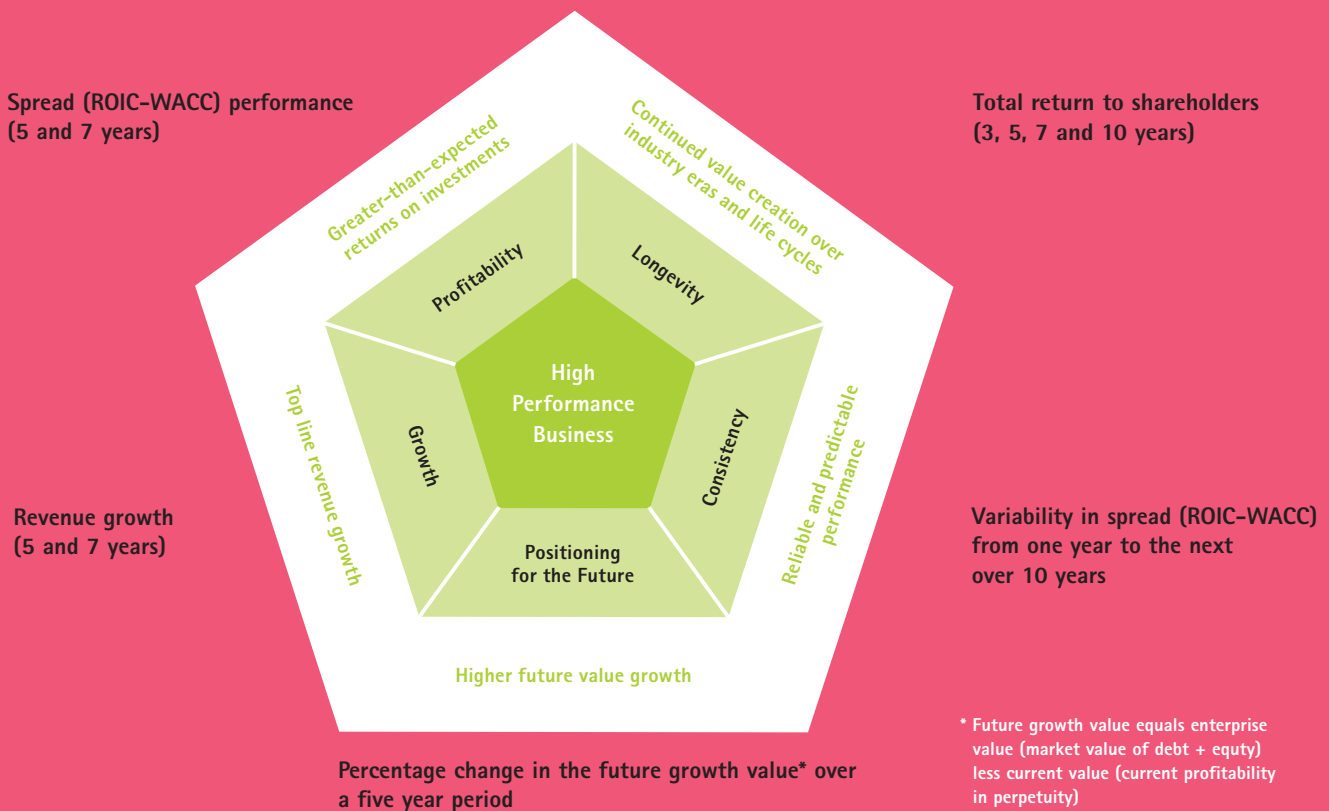 Spread (ROIC-WACC) performance
(5 and 7 years)
Total return to shareholders
(3, 5, 7 and 10 years)
Greater-than-expected
returns on investments
Continued value creation over
industry eras and life cycles
Profitability
Longevity
High
Performance
Business
Top line revenue growth
Growth
Consistency
Reliable and predictable
performance
Positioning
for the Future
Revenue growth
(5 and 7 years)
Variability in spread (ROIC-WACC)
from one year to the next
over 10 years
Higher future value growth
Percentage change in the future growth value* over
a five year period
* Future growth value equals enterprise
value (market value of debt + equty)
less current value (current profitability
in perpetuity)